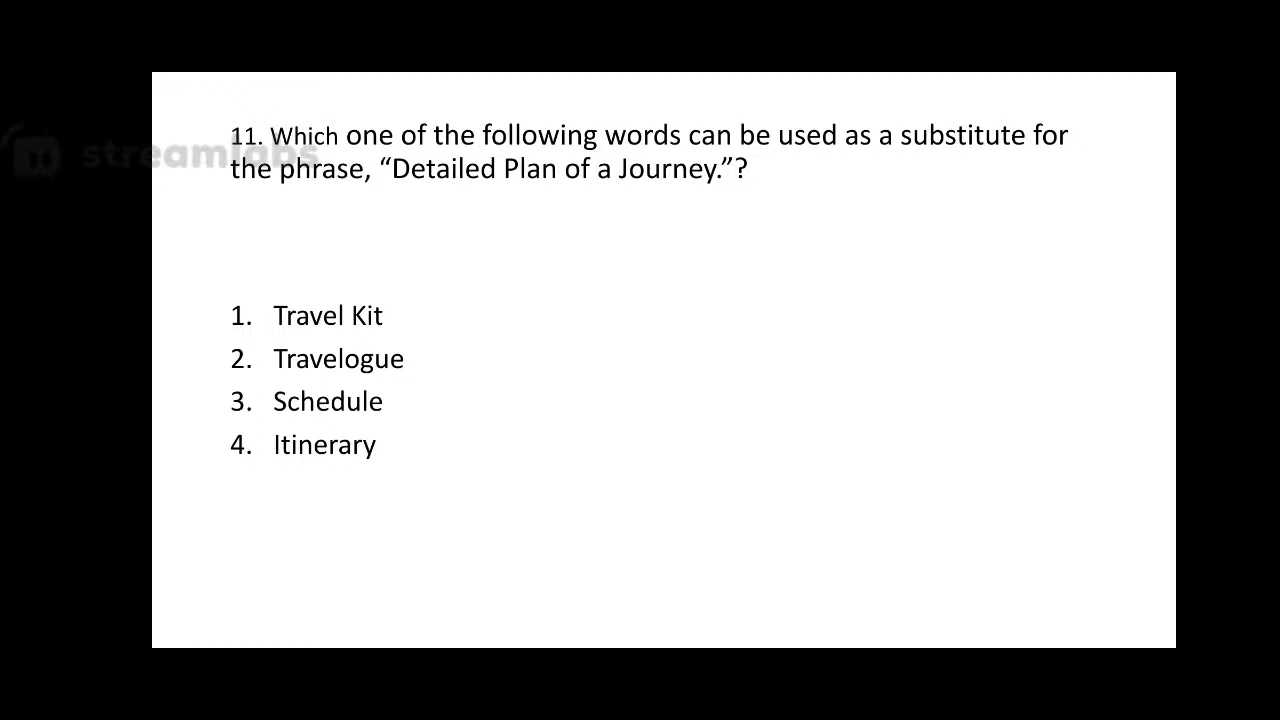 11. Which one of the following words can be used as a substitute for
the phrase, “Detailed Plan of a Journey.”?
streamlabs
1. Travel Kit
2. Travelogue
3. Schedule
4. Itinerary